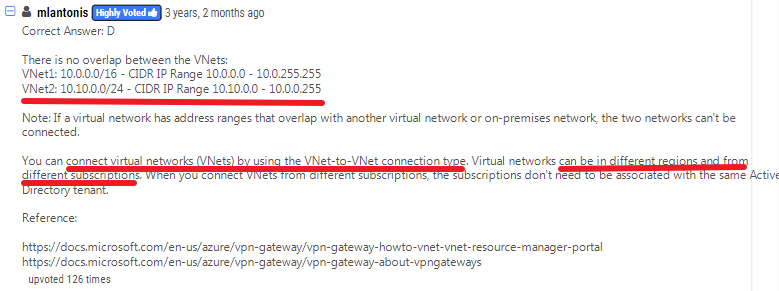 mlantonis Highly Voted 3 years, 2 months ago
Correct Answer: D
There is no overlap between the VNets:
VNet1: 10.0.0.0/16 - CIDR IP Range 10.0.0.0 - 10.0.255.255
VNet2: 10.10.0.0/24 - CIDR IP Range 10.10.0.0 - 10.0.0.255
Note: If a virtual network has address ranges that overlap with another virtual network or on-premises network, the two networks can't be
connected.
You can connect virtual networks (VNets) by using the VNet-to-VNet connection type. Virtual networks can be in different regions and from
different subscriptions. When you connect VNets from different subscriptions, the subscriptions don't need to be associated with the same Active
Directory tenant.
Reference:
https://docs.microsoft.com/en-us/azure/vpn-gateway/vpn-gateway-howto-vnet-vnet-resource-manager-portal
https://docs.microsoft.com/en-us/azure/vpn-gateway/vpn-gateway-about-vpngateways
upvoted 126 times